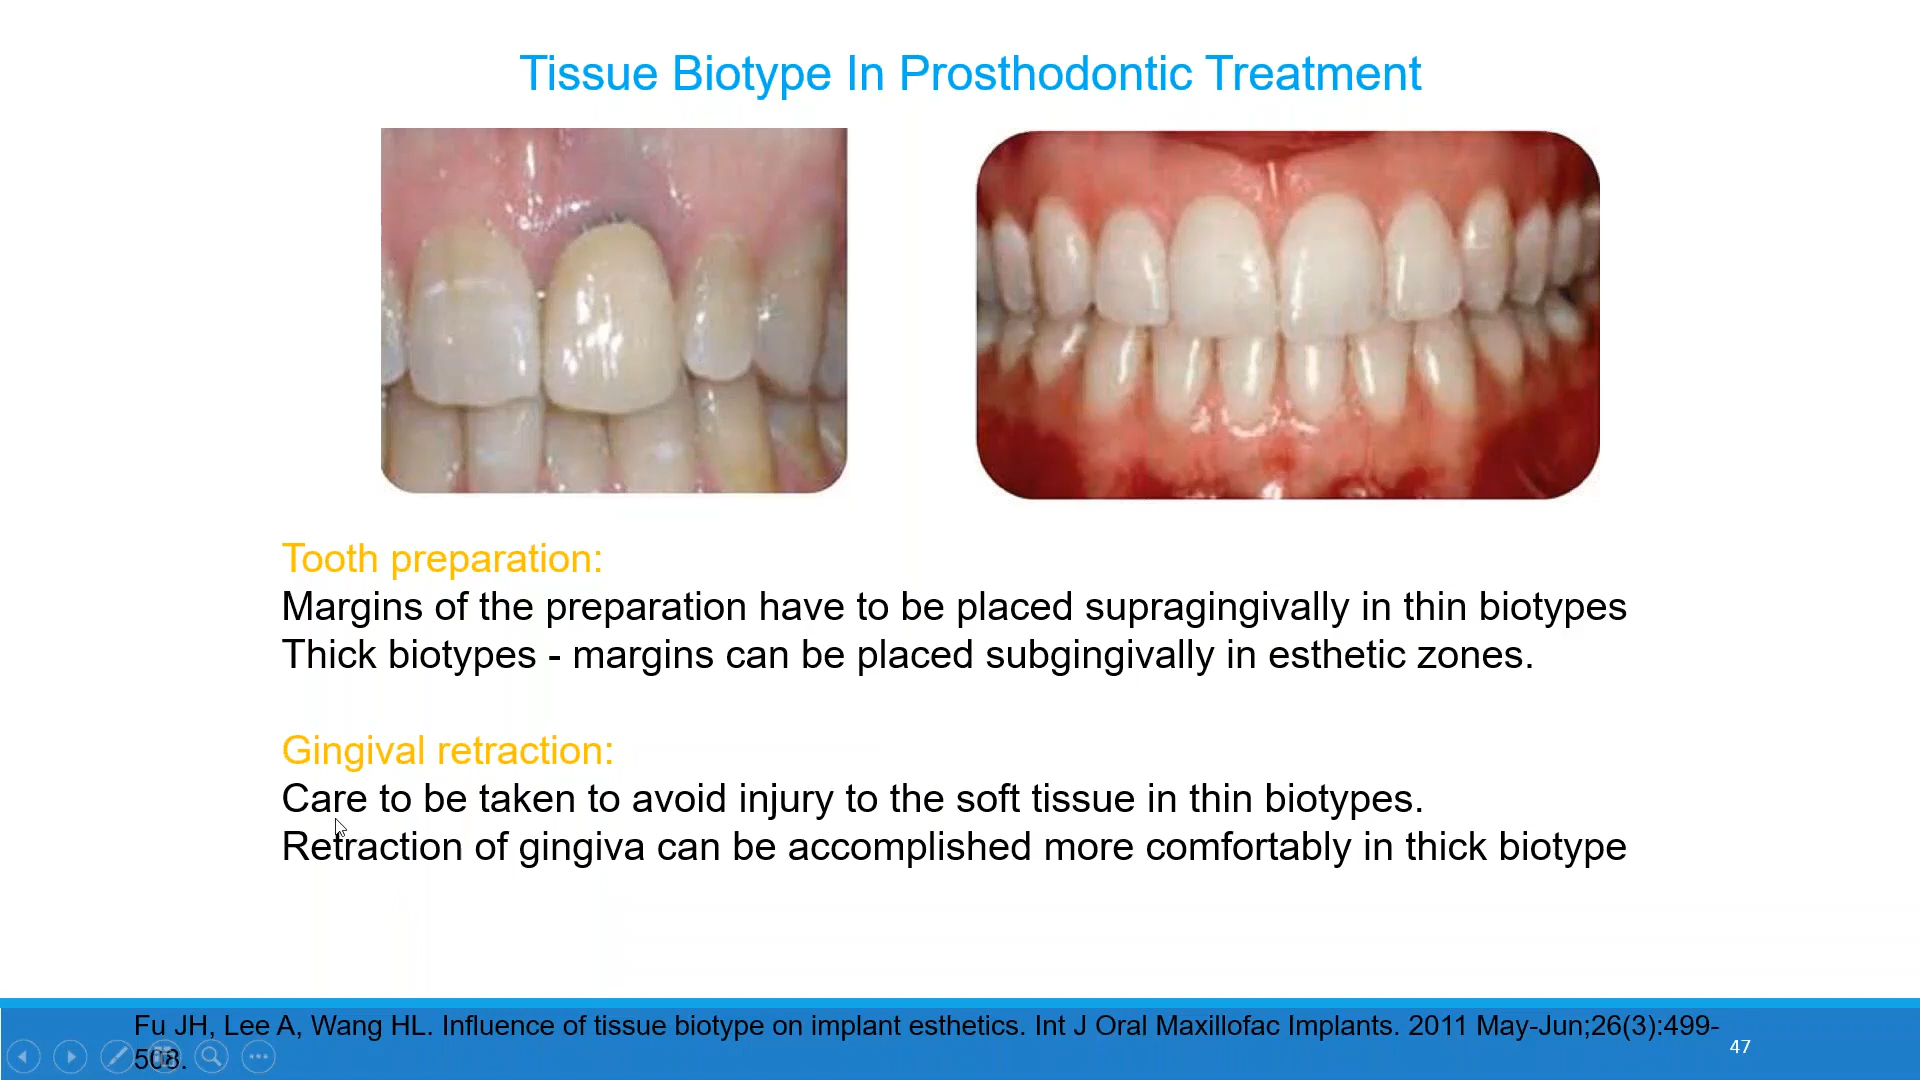 Tissue Biotype In Prosthodontic Treatment
Tooth preparation:
Margins of the preparation have to be placed supragingivally in thin biotypes
Thick biotypes - margins can be placed subgingivally in esthetic zones.
Gingival retraction:
Care to be taken to avoid injury to the soft tissue in thin biotypes.
Retraction of gingiva can be accomplished more comfortably in thick biotype
Fu JH, Lee A, Wang HL. Influence of tissue biotype on implant esthetics. Int J Oral Maxillofac Implants. 2011 May-Jun;26(3):499-
508.
47